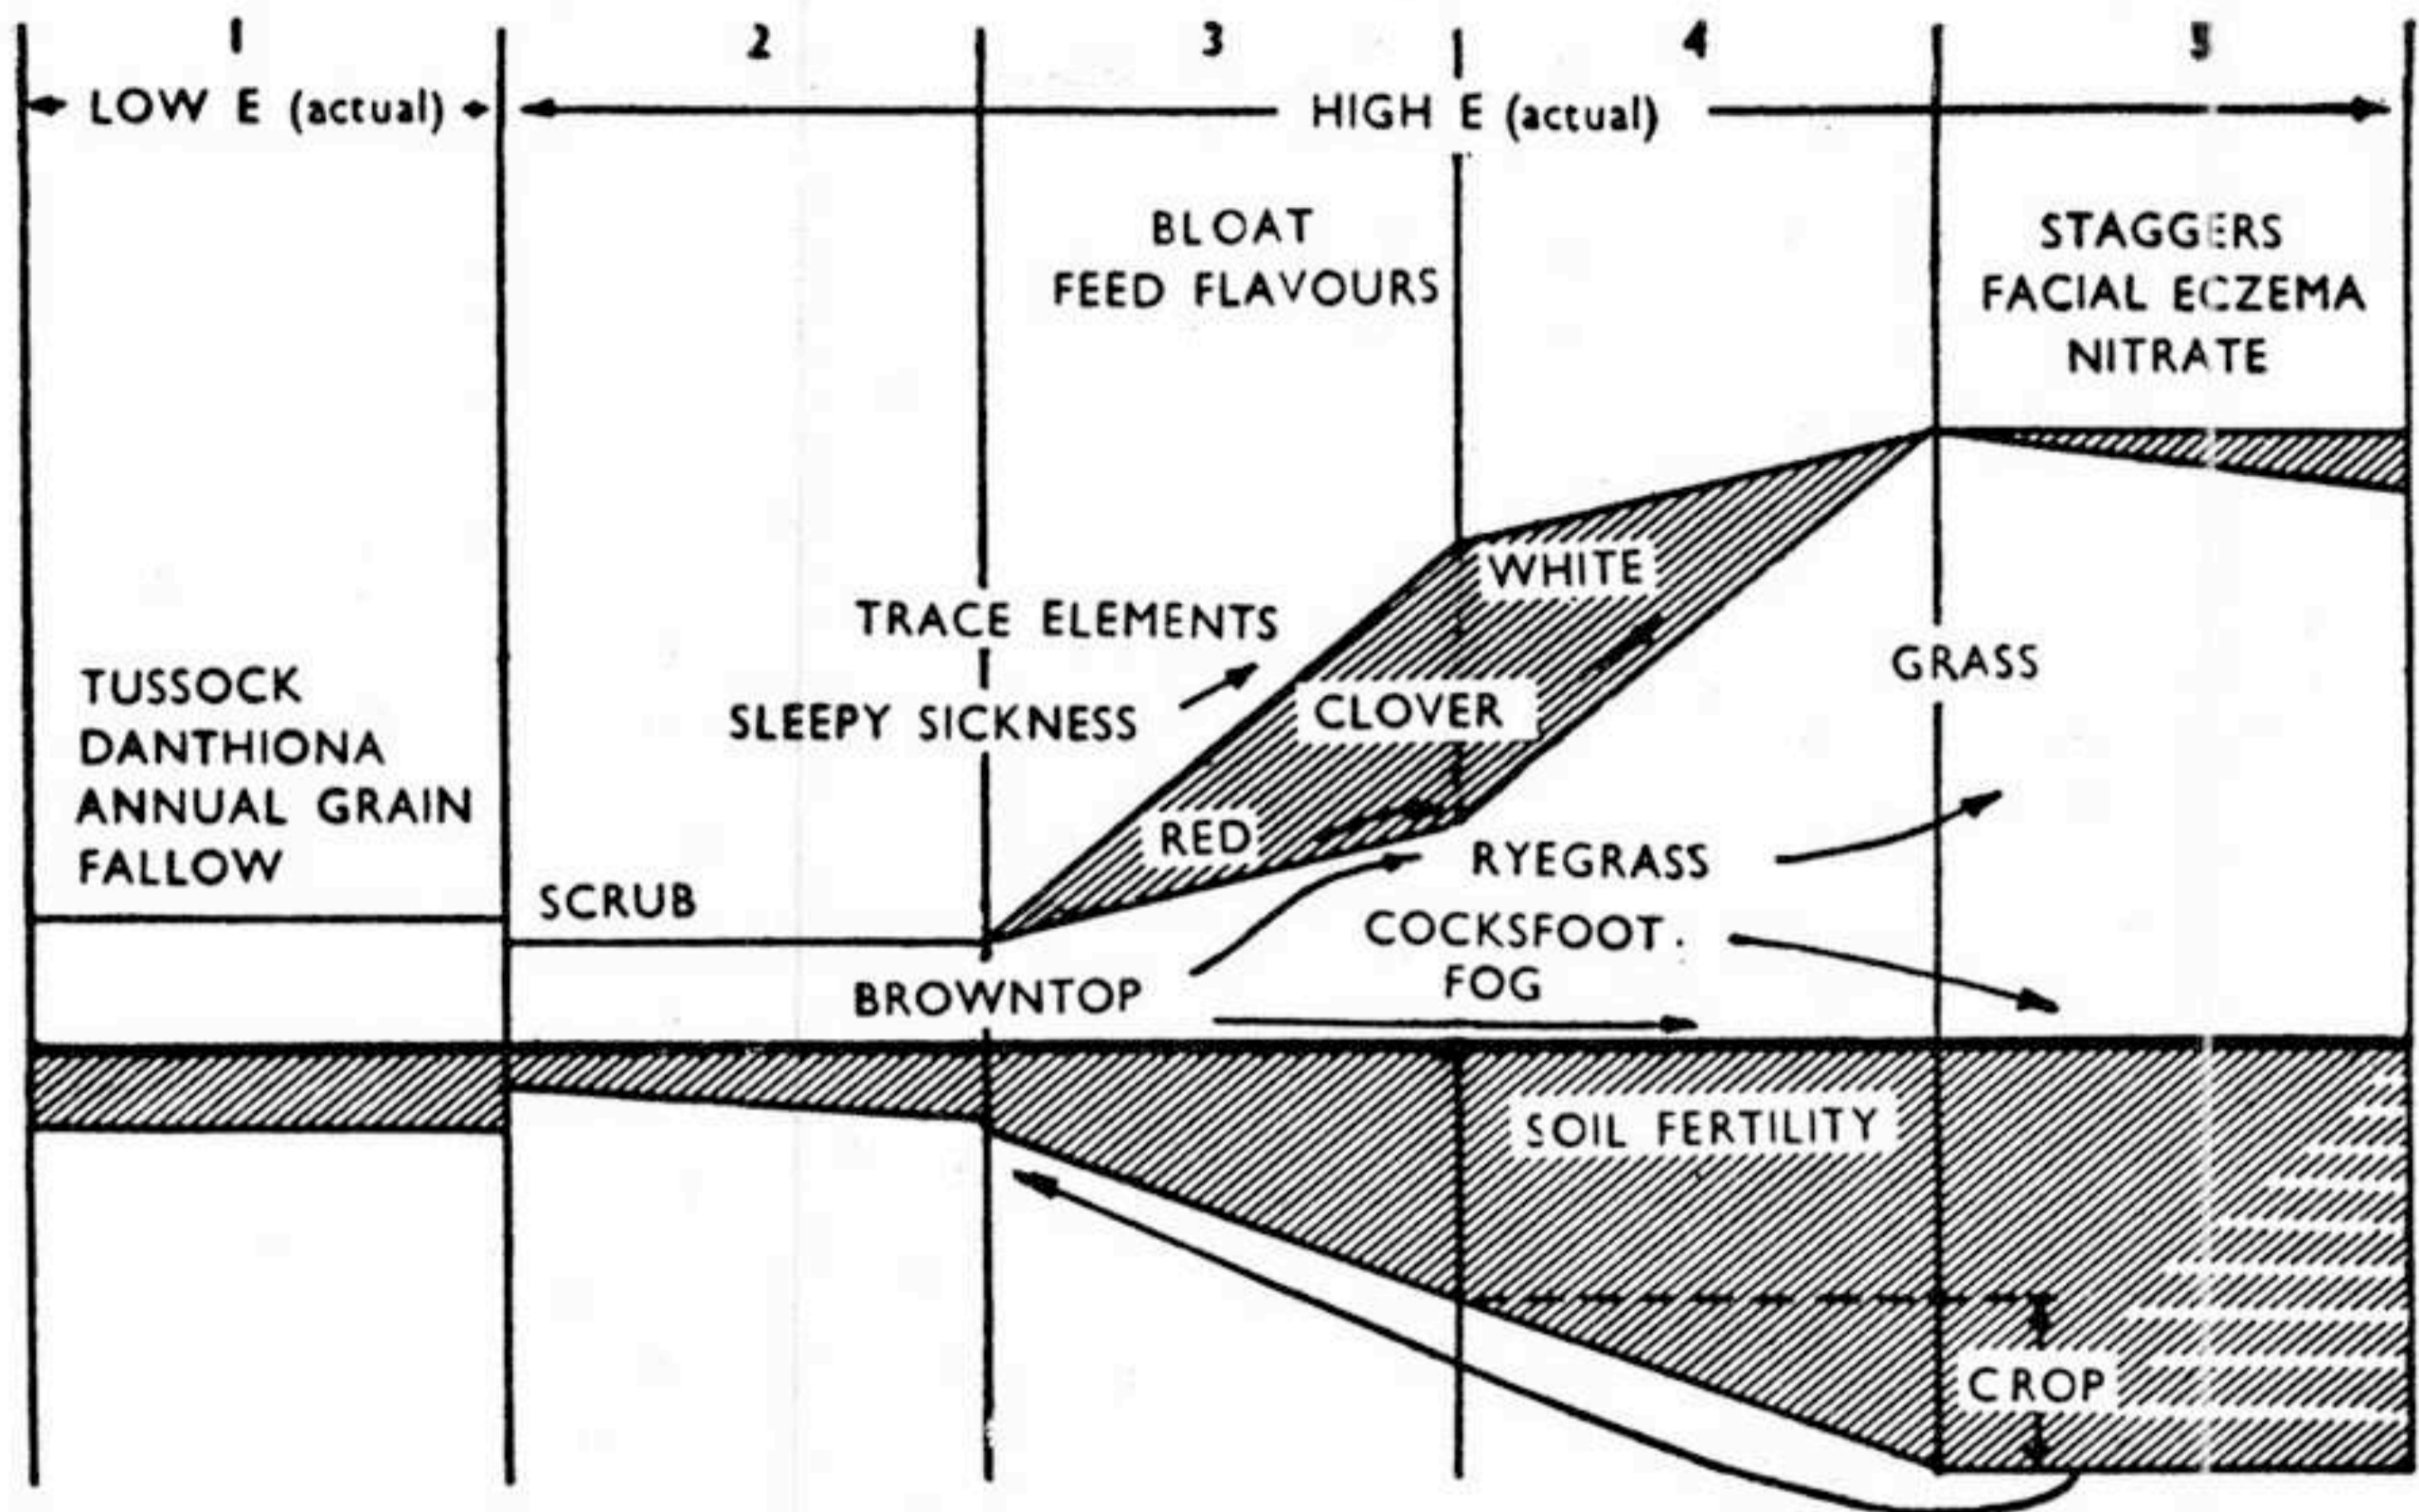 1 2 3 4 5
LOW E (actual) HIGH E (actual)
BLOAT
FEED FLAVOURS
STAGGERS
FACIAL ECZEMA
NITRATE
TRACE ELEMENTS
SLEEPY SICKNESS
WHITE
CLOVER
RED
GRASS
TUSSOCK
DANTHIONA
ANNUAL GRAIN
FALLOW
SCRUB
BROWNTOP
RYEGRASS
COCKSFOOT.
FOG
SOIL FERTILITY
CROP